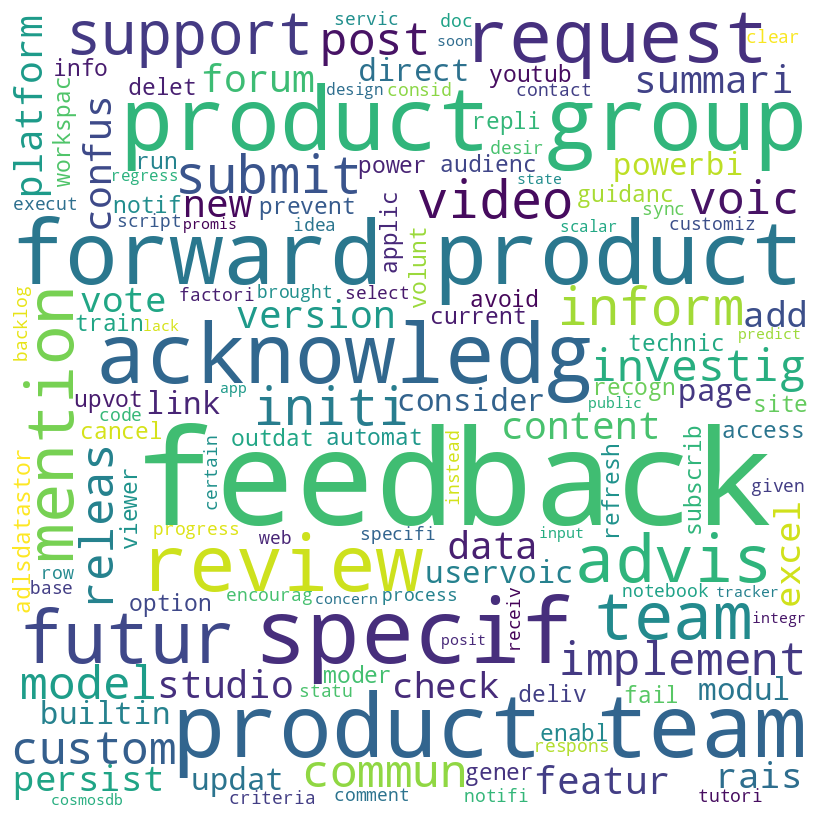 servic doc
support post request clear
soon
platform info forum direct youtub summari
delet design consid contact
product group
workspac confus repli
desir
run submit power audienc powerbi
regress state
execut notif new prevent video guidanc voic
script promis idea applic volunt scalar sync customiz
forward product
factori brought select avoid
backlog mention vote version current inform add
train lack technic predict
acknowledg investig
app recogn
upvot link initi consider public page site
code content
cancel outdat automat access
certain instead subscrib
feedback
viewer refresh given
releas progress web specifi input excel
adlsdatastor review data advis
row uservoic
base option encorag concern process notebook tracker
receiv integr
futur specif team
posit implement
model studio moder check
statu deliv fail modul
builtin product team
enabl
custom respons
persist updat commun gener featur rais
cosmosdb criteria comment notifi tutori